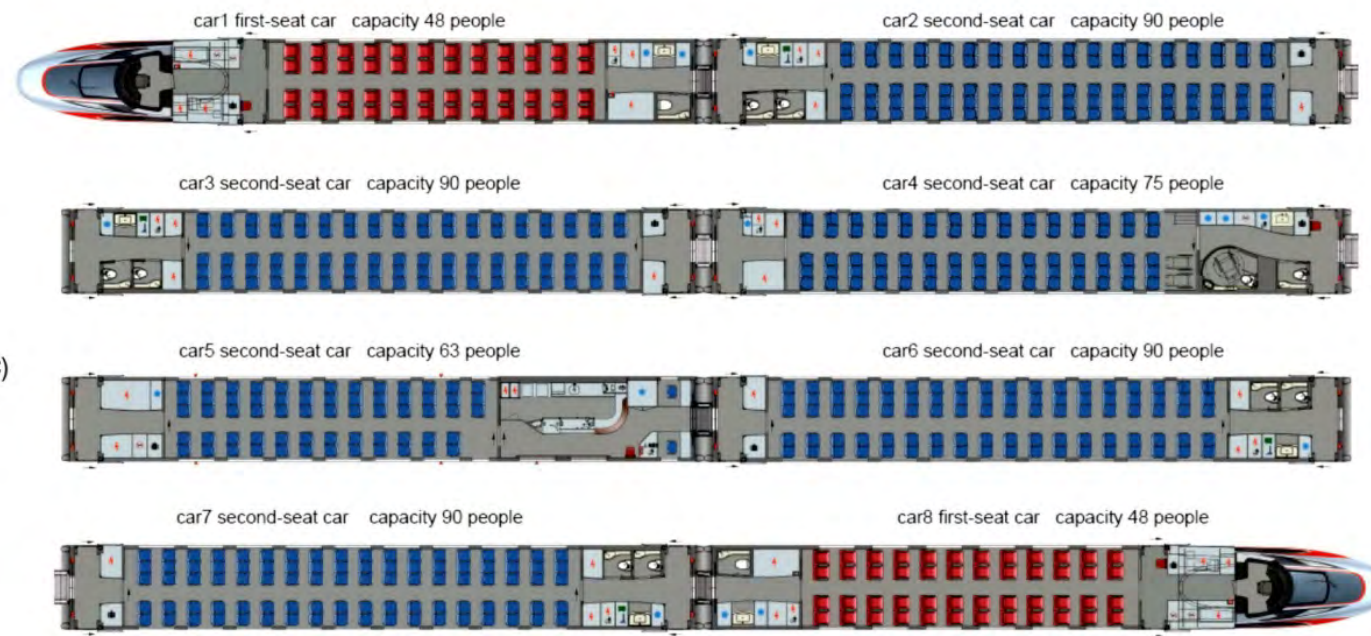 car1 first-seat car capacity 48 people
car2 second-seat car capacity 90 people
car3 second-seat car capacity 90 people
car4 second-seat car capacity 75 people
)
car5 second-seat car capacity 63 people
car6 second-seat car capacity 90 people
car7 second-seat car capacity 90 people
car8 first-seat car capacity 48 people